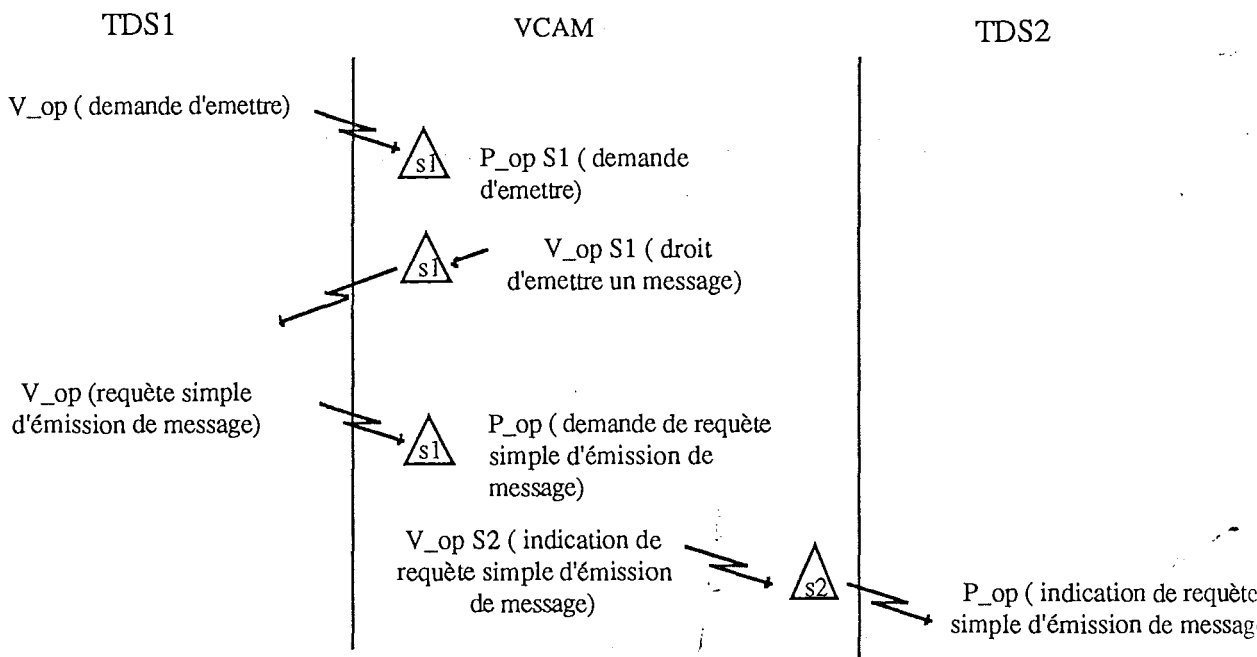 TDS1
VCAM
TDS2
V_op ( demande d'emettre)
s1
P_op S1 ( demande
d'emettre)
s1
V_op S1 ( droit
d'emettre un message)
V_op (requète simple
d'émission de message)
s1
P_op ( demande de requète
simple d'émission de
message)
V_op S2 ( indication de
requète simple d'émission
de message)
s2
P_op ( indication de requète
simple d'émission de messag